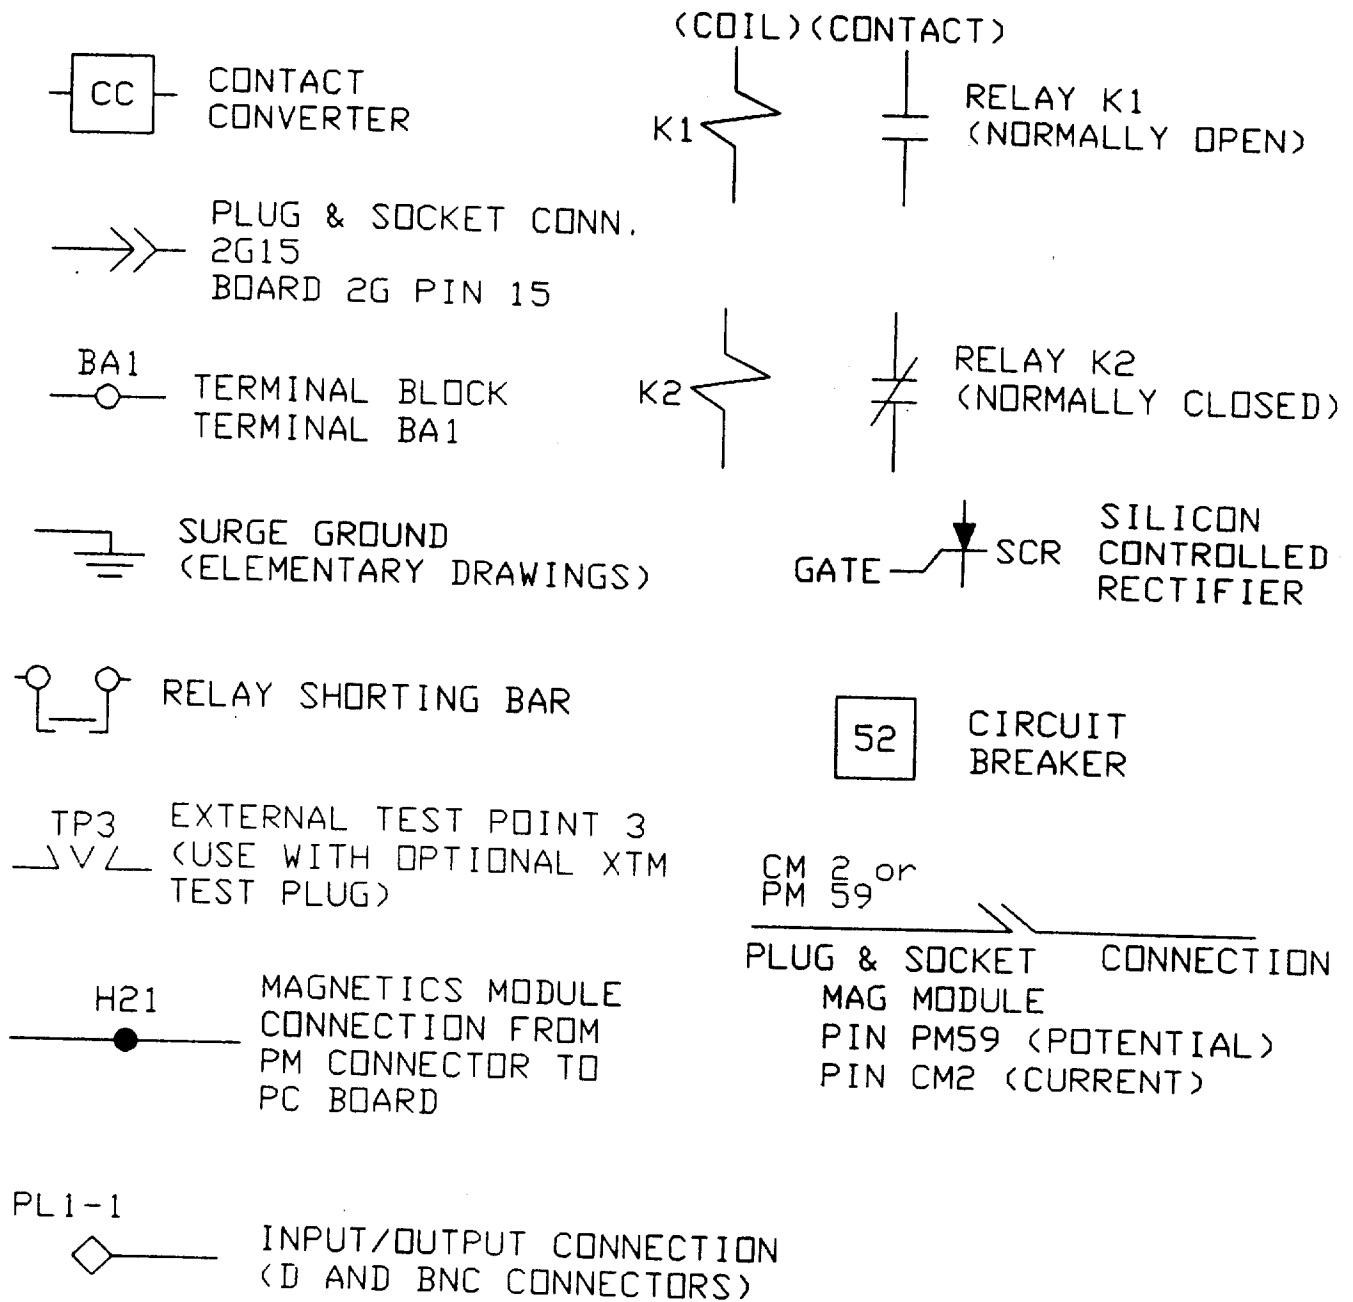 (COIL)(CONTACT)
CC
CONTACT
CONVERTER
K1
RELAY K1
(NORMALLY OPEN)
PLUG & SOCKET CONN.
2G15
BOARD 2G PIN 15
BA1
TERMINAL BLOCK
TERMINAL BA1
K2
RELAY K2
(NORMALLY CLOSED)
SURGE GROUND
(ELEMENTARY DRAWINGS)
GATE
SCR
SILICON
CONTROLLED
RECTIFIER
RELAY SHORTING BAR
52
CIRCUIT
BREAKER
TP3
EXTERNAL TEST POINT 3
(USE WITH OPTIONAL XTM
TEST PLUG)
CM 2 or
PM 59
PLUG & SOCKET CONNECTION
MAG MODULE
PIN PM59 (POTENTIAL)
PIN CM2 (CURRENT)
H21
MAGNETICS MODULE
CONNECTION FROM
PM CONNECTOR TO
PC BOARD
PL1-1
INPUT/OUTPUT CONNECTION
(D AND BNC CONNECTORS)